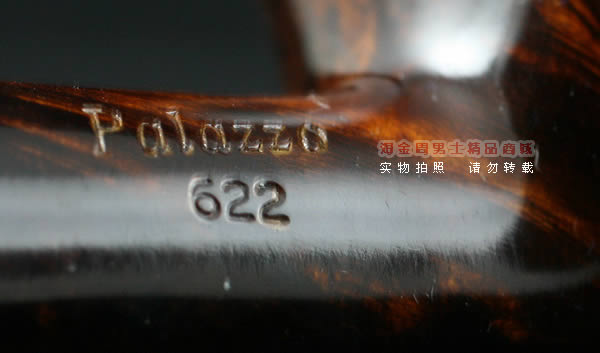 Palazzo
622
淘金周男士精品商城
实物拍照 请勿转载